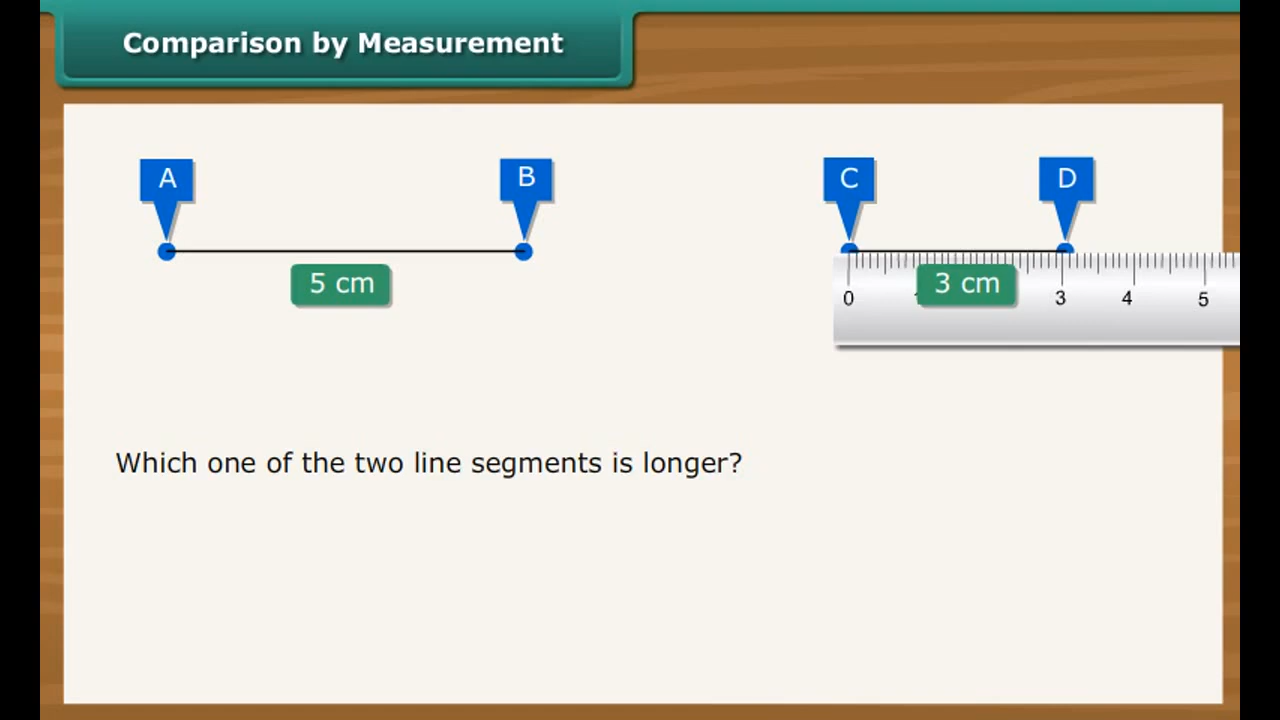 Comparison by Measurement
A B C D
5 cm 3 cm
0 3 4 5
Which one of the two line segments is longer?